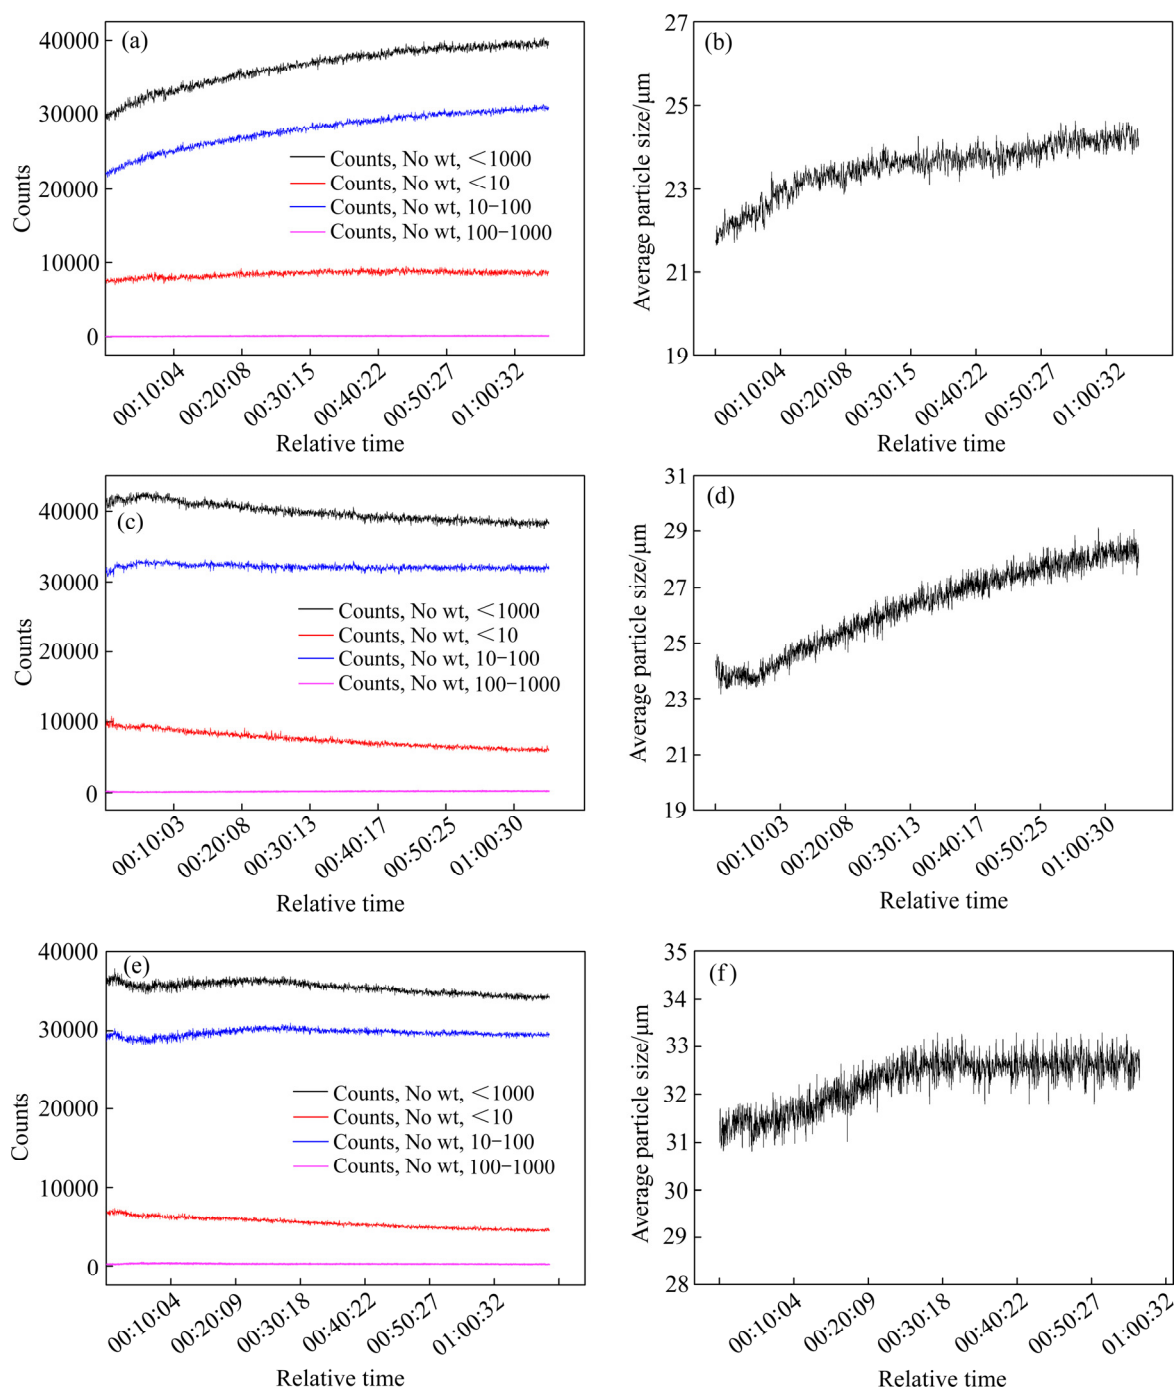 (a)
Counts
40000
30000
20000
10000
0
Counts, No wt, <1000
Counts, No wt, <10
Counts, No wt, 10-100
Counts, No wt, 100-1000
00:10:04
00:20:08
00:30:15
00:40:22
00:50:27
01:00:32
Relative time
(b)
Average particle size/μm
27
25
23
21
19
00:10:04
00:20:08
00:30:15
00:40:22
00:50:27
01:00:32
Relative time
(c)
Counts
40000
30000
20000
10000
0
Counts, No wt, <1000
Counts, No wt, <10
Counts, No wt, 10-100
Counts, No wt, 100-1000
00:10:03
00:20:08
00:30:13
00:40:17
00:50:25
01:00:30
Relative time
(d)
Average particle size/μm
31
29
27
25
23
21
19
00:10:03
00:20:08
00:30:13
00:40:17
00:50:25
01:00:30
Relative time
(e)
Counts
40000
30000
20000
10000
0
Counts, No wt, <1000
Counts, No wt, <10
Counts, No wt, 10-100
Counts, No wt, 100-1000
00:10:04
00:20:09
00:30:18
00:40:22
00:50:27
01:00:32
Relative time
(f)
Average particle size/μm
35
34
33
32
31
30
29
28
00:10:04
00:20:09
00:30:18
00:40:22
00:50:27
01:00:32
Relative time